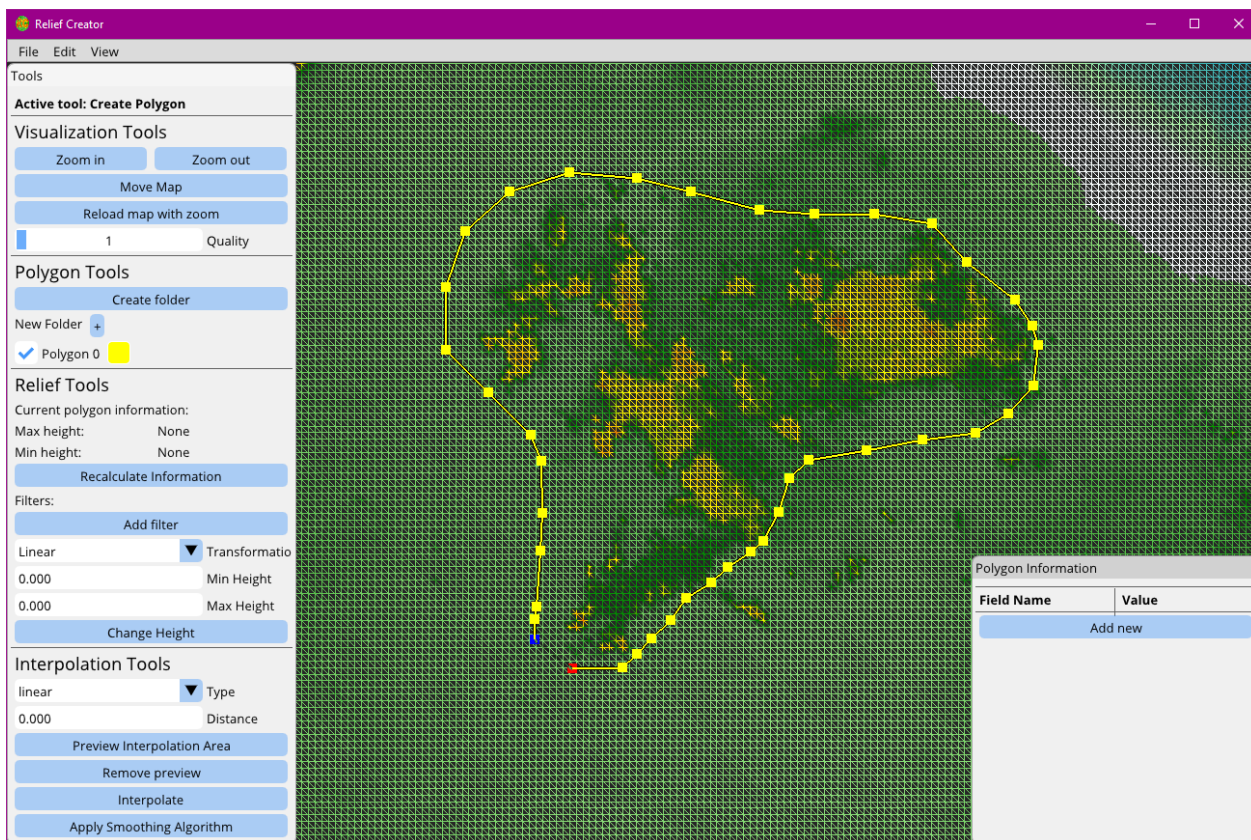 Relief Creator
File Edit View
Tools
Active tool: Create Polygon
Visualization Tools
Zoom in Zoom out
Move Map
Reload map with zoom
1 Quality
Polygon Tools
Create folder
New Folder +
Polygon 0
Relief Tools
Current polygon information:
Max height: None
Min height: None
Recalculate Information
Filters:
Add filter
Linear Transformatio
0.000 Min Height
0.000 Max Height
Change Height
Interpolation Tools
linear Type
0.000 Distance
Preview Interpolation Area
Remove preview
Interpolate
Apply Smoothing Algorithm
Polygon Information
Field Name Value
Add new